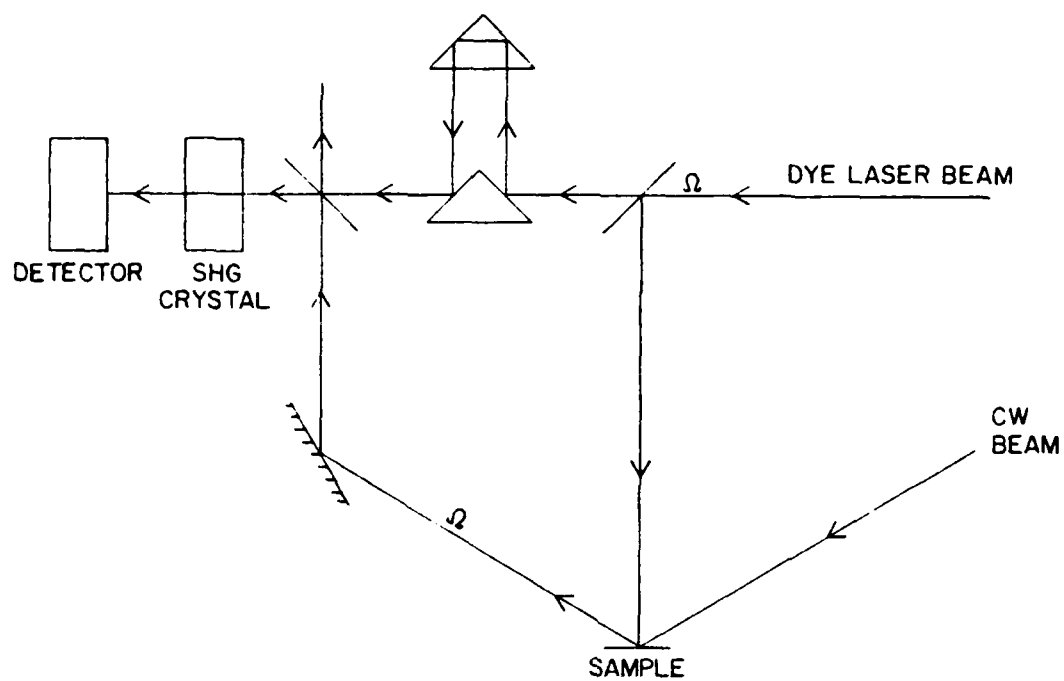 Ω
DYE LASER BEAM
DETECTOR
SHG
CRYSTAL
CW
BEAM
Ω
SAMPLE